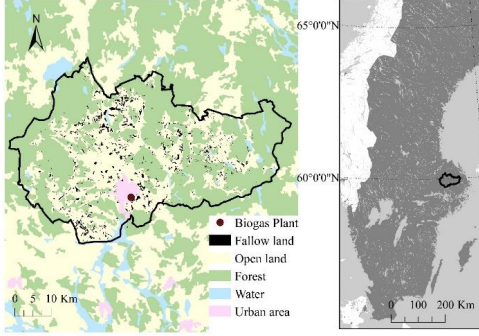 N
Biogas Plant
Fallow land
Open land
Forest
Water
Urban area
0 5 10 Km
65°0'0"N
60°0'0"N
0 100 200 Km